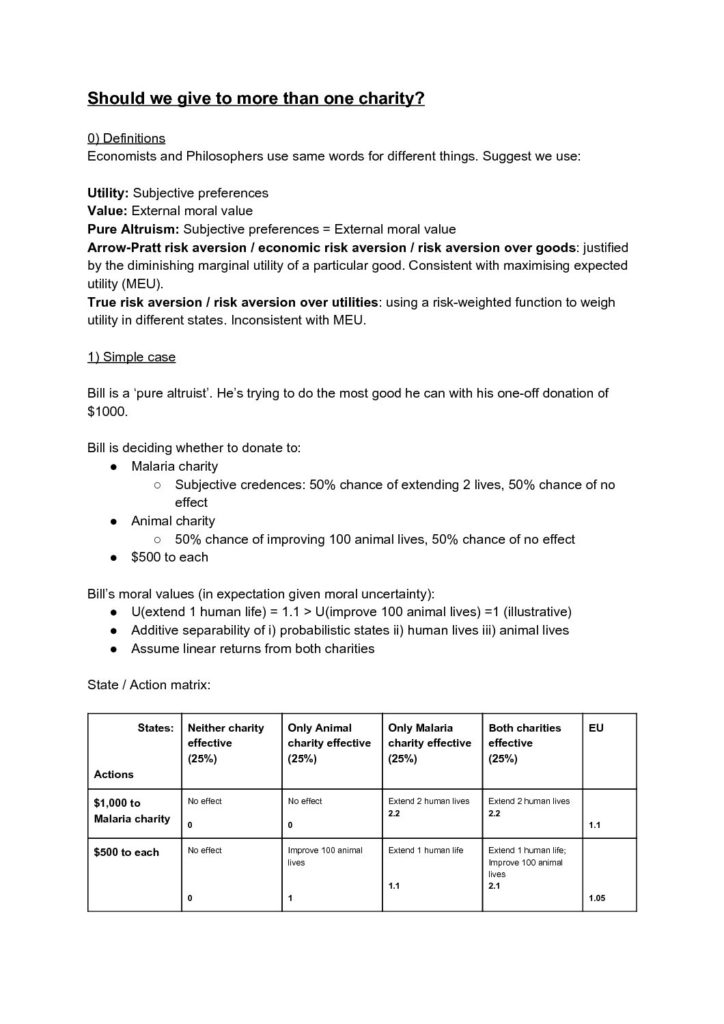 Should we give to more than one charity?
0) Definitions
Economists and Philosophers use same words for different things. Suggest we use:
Utility: Subjective preferences
Value: External moral value
Pure Altruism: Subjective preferences = External moral value
Arrow-Pratt risk aversion / economic risk aversion / risk aversion over goods: justified
by the diminishing marginal utility of a particular good. Consistent with maximising expected
utility (MEU).
True risk aversion / risk aversion over utilities: using a risk-weighted function to weigh
utility in different states. Inconsistent with MEU.
1) Simple case
Bill is a ‘pure altruist’. He’s trying to do the most good he can with his one-off donation of
$1000.
Bill is deciding whether to donate to:
● Malaria charity
○ Subjective credences: 50% chance of extending 2 lives, 50% chance of no
effect
● Animal charity
○ 50% chance of improving 100 animal lives, 50% chance of no effect
● $500 to each
Bill’s moral values (in expectation given moral uncertainty):
● U(extend 1 human life) = 1.1 > U(improve 100 animal lives) =1 (illustrative)
● Additive separability of i) probabilistic states ii) human lives iii) animal lives
● Assume linear returns from both charities
State / Action matrix:
States:
Actions
Neither charity
effective
(25%)
Only Animal
charity effective
(25%)
Only Malaria
charity effective
(25%)
Both charities
effective
(25%)
EU
$1,000 to
Malaria charity
No effect
0
No effect
0
Extend 2 human lives
2.2
Extend 2 human lives
2.2
1.1
$500 to each
No effect
0
Improve 100 animal
lives
1
Extend 1 human life
1.1
Extend 1 human life;
Improve 100 animal
lives
2.1
1.05